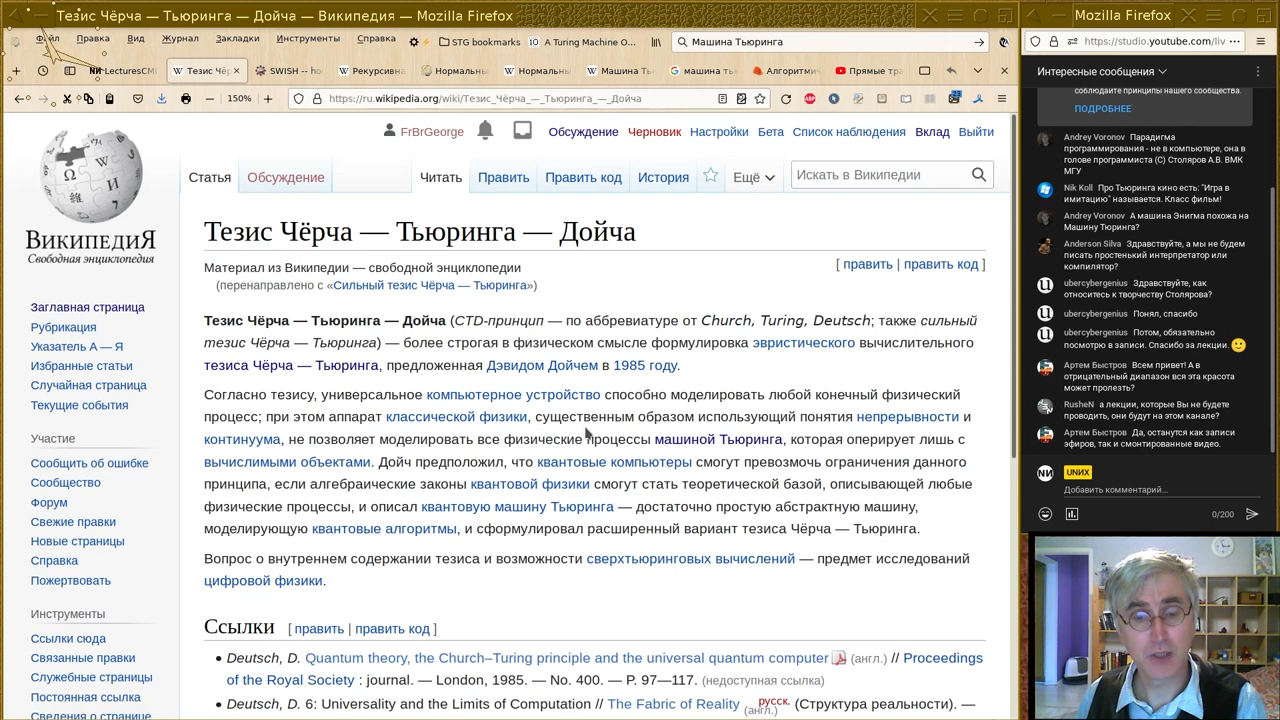 Тезис Чёрча — Тьюринга — Дойча — Википедия — Mozilla Firefox
Файл Правка Вид Журнал Закладки Инструменты Справка
STG bookmarks
A Turing Machine O...
Машина Тьюринга
LecturesCM
Тезис Чё
SWISH -- ho
Рекурсивна
Нормальны
Нормальны
Машина Ть
машина тьк
Алгоритми
Прямые тра
150%
https://ru.wikipedia.org/wiki/Тезис_Чёрча_—_Тьюринга_—_Дойча
FrBrGeorge
Обсуждение Черновик Настройки Бета Список наблюдения Вклад Выйти
Статья Обсуждение Читать Править Править код История Ещё
Искать в Википедии
ВикипедиЯ
Свободная энциклопедия
Заглавная страница
Рубрикация
Указатель А — Я
Избранные статьи
Случайная страница
Текущие события
Участие
Сообщить об ошибке
Сообщество
Форум
Свежие правки
Новые страницы
Справка
Пожертвовать
Инструменты
Ссылки сюда
Связанные правки
Служебные страницы
Постоянная ссылка
Сведения о странице
Тезис Чёрча — Тьюринга — Дойча
Материал из Википедии — свободной энциклопедии
[ править | править код ]
(перенаправлено с «Сильный тезис Чёрча — Тьюринга»)
Тезис Чёрча — Тьюринга — Дойча (CTD-принцип — по аббревиатуре от Church, Turing, Deutsch; также сильный
тезис Чёрча — Тьюринга) — более строгая в физическом смысле формулировка эвристического вычислительного
тезиса Чёрча — Тьюринга, предложенная Дэвидом Дойчем в 1985 году.
Согласно тезису, универсальное компьютерное устройство способно моделировать любой конечный физический
процесс; при этом аппарат классической физики, существенным образом использующий понятия непрерывности и
континуума, не позволяет моделировать все физические процессы машиной Тьюринга, которая оперирует лишь с
вычислимыми объектами. Дойч предположил, что квантовые компьютеры смогут превозмочь ограничения данного
принципа, если алгебраические законы квантовой физики смогут стать теоретической базой, описывающей любые
физические процессы, и описал квантовую машину Тьюринга — достаточно простую абстрактную машину,
моделирующую квантовые алгоритмы, и сформулировал расширенный вариант тезиса Чёрча — Тьюринга.
Вопрос о внутреннем содержании тезиса и возможности сверхтьюринговых вычислений — предмет исследований
цифровой физики.
Ссылки [ править | править код ]
Deutsch, D. Quantum theory, the Church–Turing principle and the universal quantum computer (англ.) // Proceedings
of the Royal Society : journal. — London, 1985. — No. 400. — P. 97—117. (недоступная ссылка)
Deutsch, D. 6: Universality and the Limits of Computation // The Fabric of Reality русск. (англ.) (Структура реальности). —
Mozilla Firefox
https://studio.youtube.com/liv
Интересные сообщения
соблюдайте принципы нашего сообщества.
ПОДРОБНЕЕ
Andrey Voronov Парадигма
программирования - не в компьютере, она в
голове программиста (С) Столяров А.В. ВМК
МГУ
Nik Koll Про Тьюринга кино есть: "Игра в
имитацию" называется. Класс фильм!
Andrey Voronov А машина Энигма похожа на
Машину Тюринга?
Anderson Silva Здравствуйте, а мы не будем
писать простенький интерпретатор или
компилятор?
ubercybergenius Здравствуйте, как
относитесь к творчеству Столярова?
ubercybergenius Понял, спасибо
ubercybergenius Потом, обязательно
посмотрю в записи. Спасибо за лекции.
Артем Быстров Всем привет! А в
отрицательный диапазон вся эта красота
может пролезть?
RusheN а лекции, которые Вы не будете
проводить, они будут на этом канале?
Артем Быстров Да, останутся как записи
эфиров, так и смонтированные видео.
UNИX
Добавить комментарий...
0/200